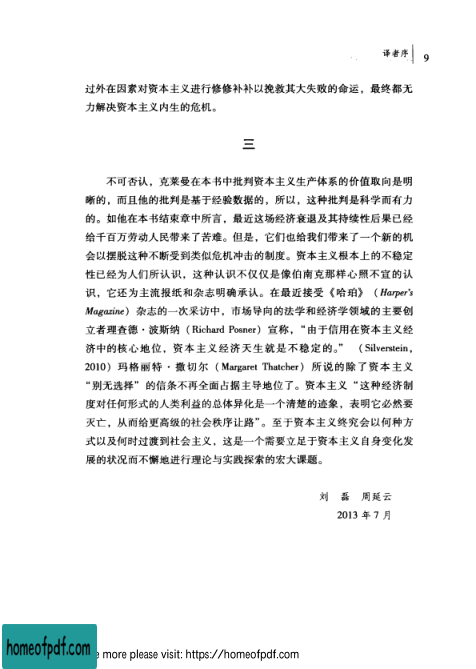 译者序 9
过外在因素对资本主义进行修修补补以挽救其大失败的命运，最终都无
力解决资本主义内生的危机。
三
不可否认，克莱曼在本书中批判资本主义生产体系的价值取向是明
晰的，而且他的批判是基于经验数据的，所以，这种批判是科学而有力
的。如他在本书结束章中所言，最近这场经济衰退及其持续性后果已经
给千百万劳动人民带来了苦难。但是，它们也给我们带来了一个新的机
会以摆脱这种不断受到类似危机冲击的制度。资本主义根本上的不稳定
性已经为人们所认识，这种认识不仅仅是像伯南克那样心照不宣的认
识，它还为主流报纸和杂志明确承认。在最近接受《哈珀》（Harper's
Magazine）杂志的一次采访中，市场导向的法学和经济学领域的主要创
立者理查德·波斯纳（Richard Posner）宣称，“由于信用在资本主义经
济中的核心地位，资本主义经济天生就是不稳定的。”（Silverstein，
2010）玛格丽特·撒切尔（Margaret Thatcher）所说的除了资本主义
“别无选择”的信条不再全面占据主导地位了。资本主义“这种经济制
度对任何形式的人类利益的总体异化是一个清楚的迹象，表明它必然要
灭亡，从而给更高级的社会秩序让路”。至于资本主义终究会以何种方
式以及何时过渡到社会主义，这是一个需要立足于资本主义自身变化发
展的状况而不懈地进行理论与实践探索的宏大课题。
刘 磊 周延云
2013 年 7 月
homeofpdf.com
more please visit: https://homeofpdf.com